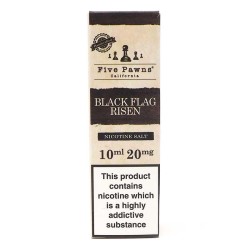 Five Pawns®
California
BLACK FLAG
RISEN
NICOTINE SALT
10ml 20mg
This product
contains
nicotine which
is a highly
addictive
substance